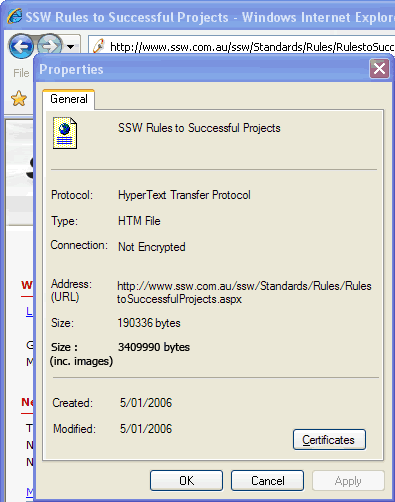 SSW Rules to Successful Projects - Windows Internet Explor
http://www.ssw.com.au/ssw/Standards/Rules/RulestoSucc
File
Properties
General
SSW Rules to Successful Projects
Protocol: HyperText Transfer Protocol
Type: HTM File
Connection: Not Encrypted
Address: http://www.ssw.com.au/ssw/Standards/Rules/Rules
(URL) toSuccessfulProjects.aspx
Size: 190336 bytes
Size : 3409990 bytes
(inc. images)
Created: 5/01/2006
Modified: 5/01/2006
Certificates
OK Cancel Apply